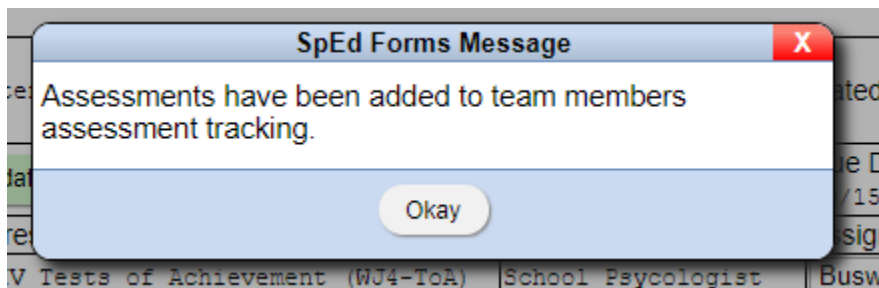 SpEd Forms Message X
Assessments have been added to team members
assessment tracking.
Okay
V Tests of Achievement (WJ4-ToA) School Psycologist Busw